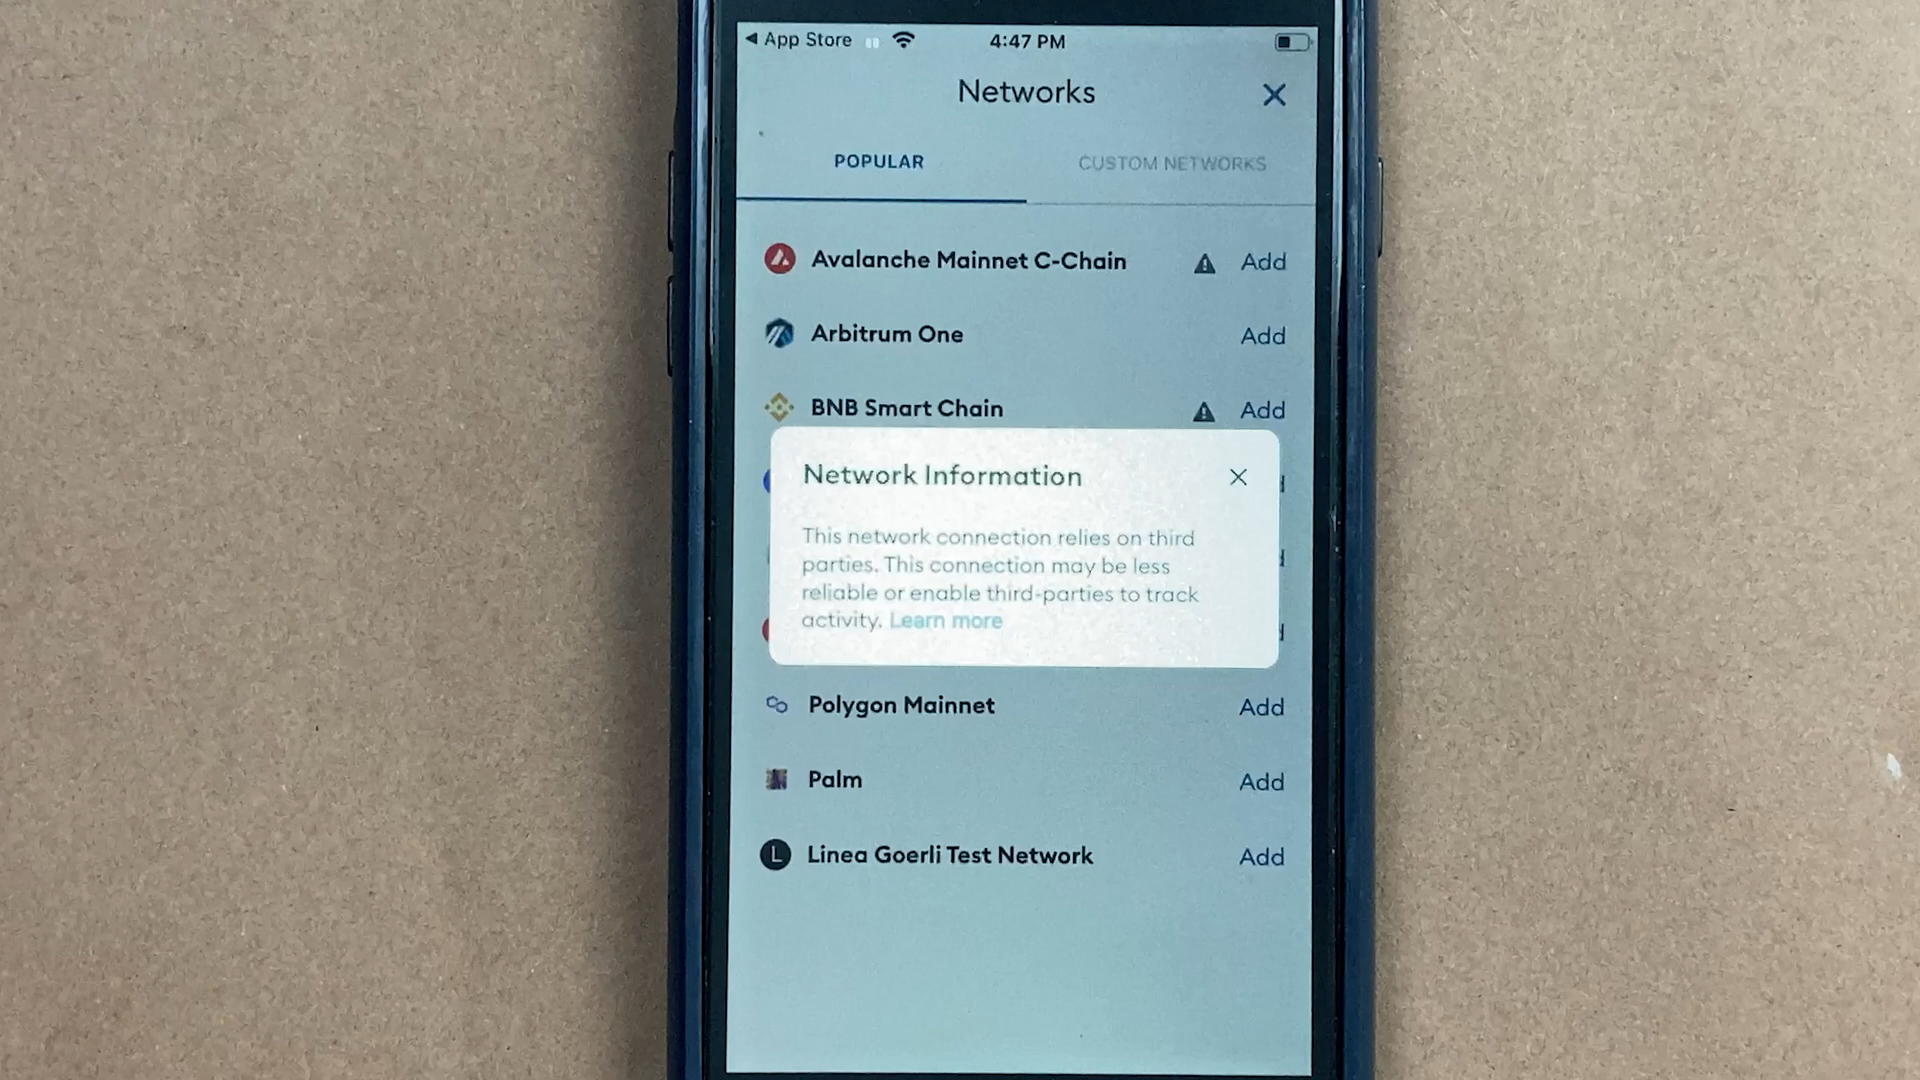 ◀ App Store 4:47 PM
Networks
POPULAR CUSTOM NETWORKS
Avalanche Mainnet C-Chain Add
Arbitrum One Add
BNB Smart Chain Add
Network Information
This network connection relies on third
parties. This connection may be less
reliable or enable third-parties to track
activity. Learn more
Polygon Mainnet Add
Palm Add
L Linea Goerli Test Network Add